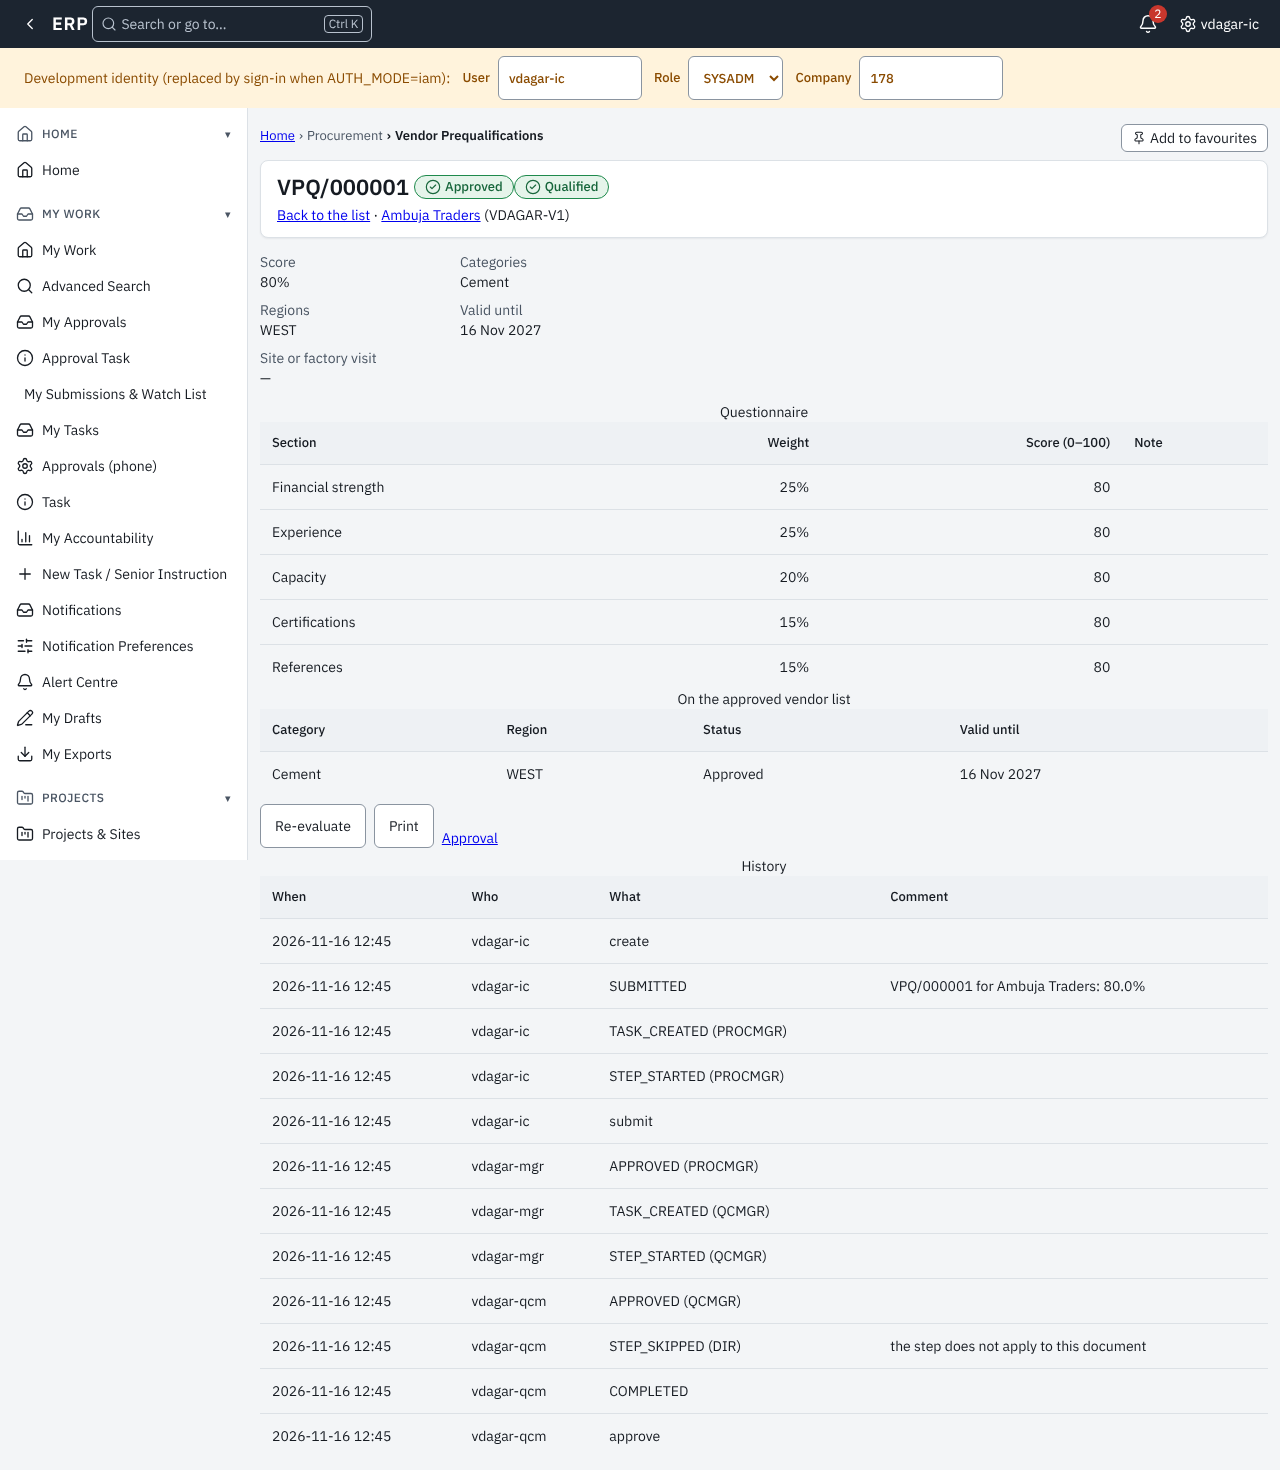 ERP Search or go to... Ctrl K 2 vdagar-ic
Development identity (replaced by sign-in when AUTH_MODE=iam): User vdagar-ic Role SYSADM Company 178
HOME
Home
MY WORK
My Work
Advanced Search
My Approvals
Approval Task
My Submissions & Watch List
My Tasks
Approvals (phone)
Task
My Accountability
New Task / Senior Instruction
Notifications
Notification Preferences
Alert Centre
My Drafts
My Exports
PROJECTS
Projects & Sites
Home › Procurement › Vendor Prequalifications
Add to favourites
VPQ/000001 Approved Qualified
Back to the list · Ambuja Traders (VDAGAR-V1)
Score Categories
80% Cement
Regions Valid until
WEST 16 Nov 2027
Site or factory visit
—
Questionnaire
Section Weight Score (0–100) Note
Financial strength 25% 80
Experience 25% 80
Capacity 20% 80
Certifications 15% 80
References 15% 80
On the approved vendor list
Category Region Status Valid until
Cement WEST Approved 16 Nov 2027
Re-evaluate Print Approval
History
When Who What Comment
2026-11-16 12:45 vdagar-ic create
2026-11-16 12:45 vdagar-ic SUBMITTED VPQ/000001 for Ambuja Traders: 80.0%
2026-11-16 12:45 vdagar-ic TASK_CREATED (PROCMGR)
2026-11-16 12:45 vdagar-ic STEP_STARTED (PROCMGR)
2026-11-16 12:45 vdagar-ic submit
2026-11-16 12:45 vdagar-mgr APPROVED (PROCMGR)
2026-11-16 12:45 vdagar-mgr TASK_CREATED (QCMGR)
2026-11-16 12:45 vdagar-mgr STEP_STARTED (QCMGR)
2026-11-16 12:45 vdagar-qcm APPROVED (QCMGR)
2026-11-16 12:45 vdagar-qcm STEP_SKIPPED (DIR) the step does not apply to this document
2026-11-16 12:45 vdagar-qcm COMPLETED
2026-11-16 12:45 vdagar-qcm approve